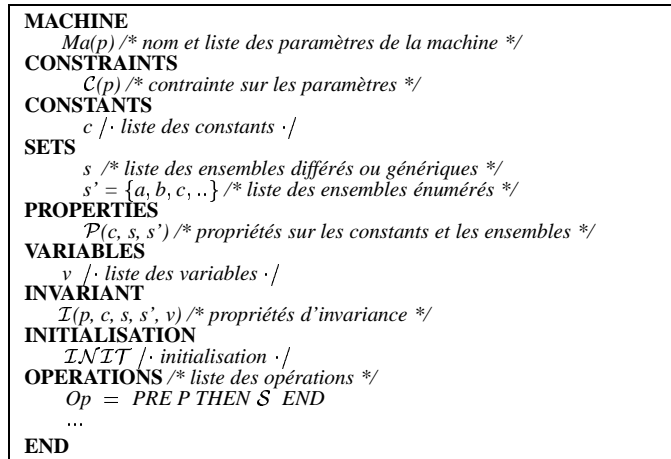 MACHINE
Ma(p) /* nom et liste des paramètres de la machine */
CONSTRAINTS
C(p) /* contrainte sur les paramètres */
CONSTANTS
c /· liste des constants ·/
SETS
s /* liste des ensembles différés ou génériques */
s' = {a, b, c, ..} /* liste des ensembles énumérés */
PROPERTIES
P(c, s, s') /* propriétés sur les constants et les ensembles */
VARIABLES
v /· liste des variables ·/
INVARIANT
I(p, c, s, s', v) /* propriétés d'invariance */
INITIALISATION
INIT /· initialisation ·/
OPERATIONS /* liste des opérations */
Op = PRE P THEN S END
...
END